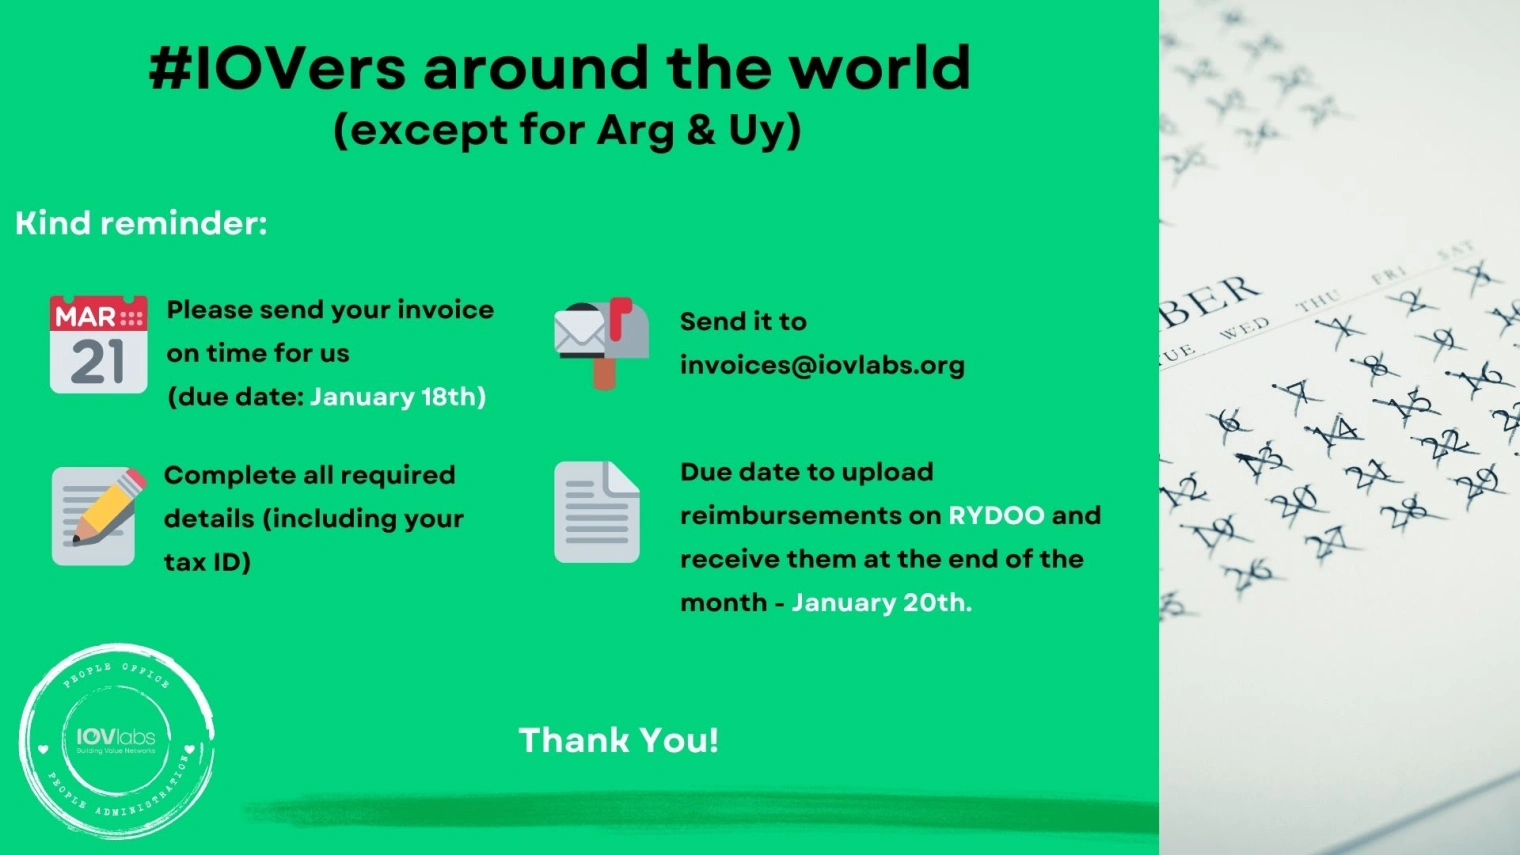 #IOVers around the world
(except for Arg & Uy)
Kind reminder:
MAR
21
Please send your invoice
on time for us
(due date: January 18th)
Send it to
invoices@iovlabs.org
Complete all required
details (including your
tax ID)
Due date to upload
reimbursements on RYDOO and
receive them at the end of the
month - January 20th.
PEOPLE OFFICE
IOVlabs
Building Value Networks
PEOPLE ADMINISTRATION
Thank You!
BER
TUE WED THU FRI SAT
1 2 3
6 7 8 9 10
12 13 14 15 16
19 20 21 22
26 27 28 29